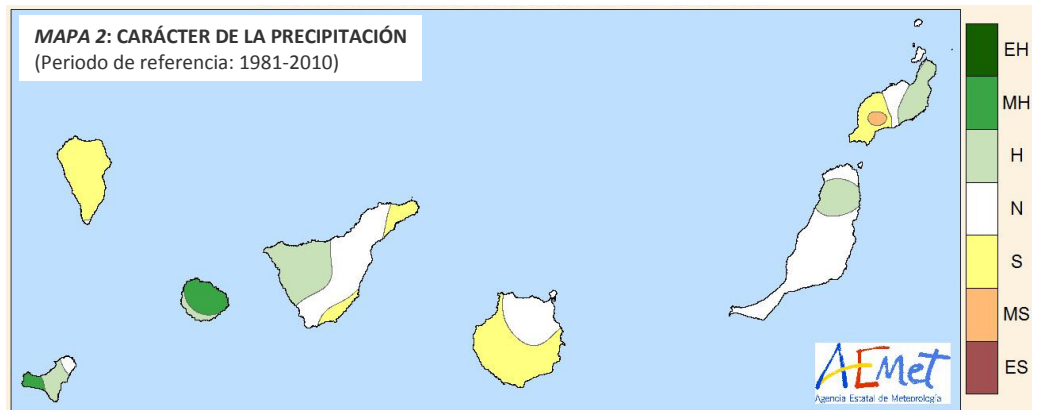 MAPA 2: CARÁCTER DE LA PRECIPITACIÓN
(Periodo de referencia: 1981-2010)
EH
MH
H
N
S
MS
ES
AEMet
Agencia Estatal de Meteorología